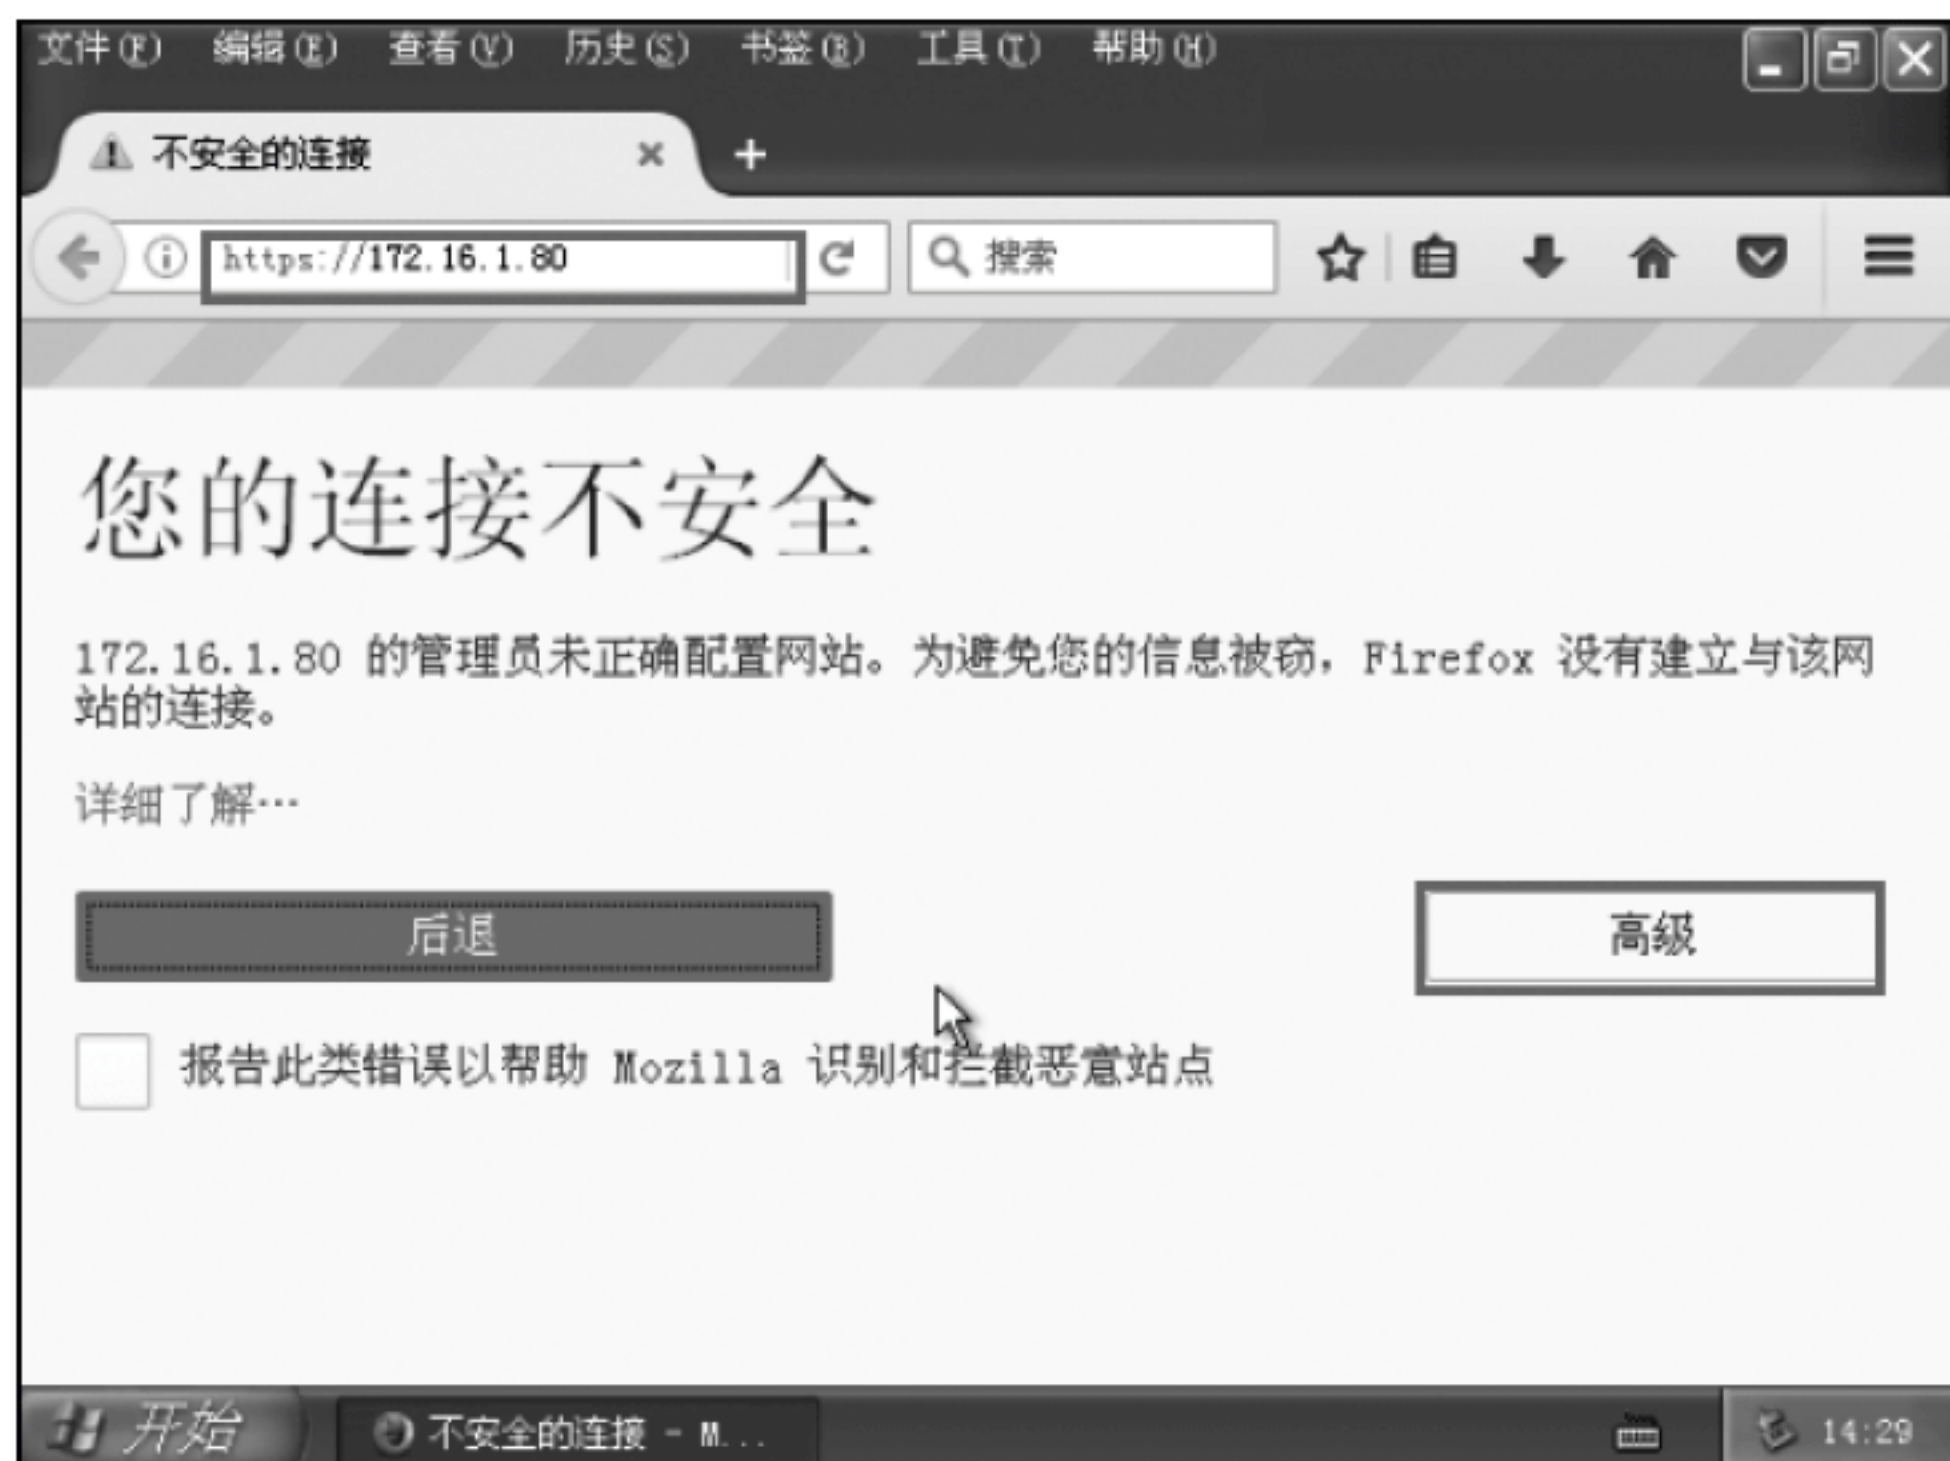 文件(F) 编辑(E) 查看(V) 历史(S) 书签(B) 工具(T) 帮助(H)
不安全的连接
https://172.16.1.80 搜索
您的连接不安全
172.16.1.80 的管理员未正确配置网站。为避免您的信息被窃，Firefox 没有建立与该网
站的连接。
详细了解…
后退 高级
报告此类错误以帮助 Mozilla 识别和拦截恶意站点
开始 不安全的连接 - M... 14:29